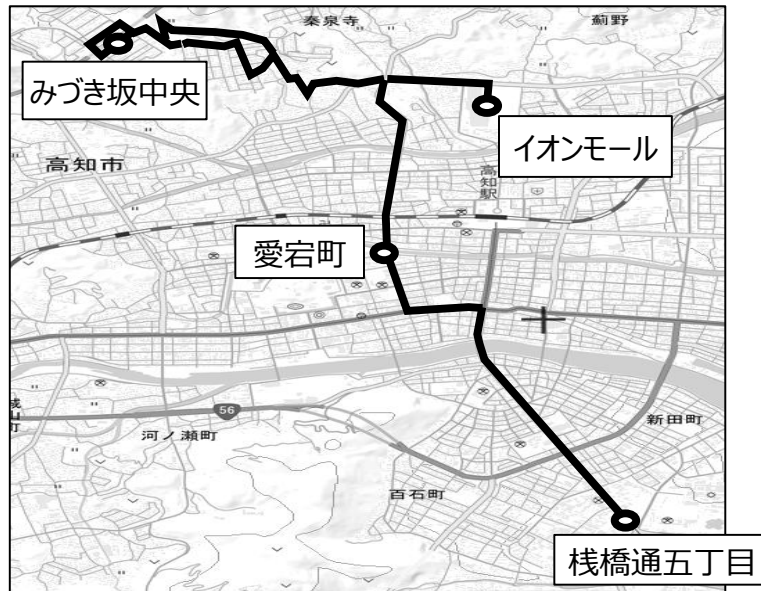 秦泉寺
薊野
みづき坂中央
イオンモール
高知市
高知駅
愛宕町
56
新田町
河ノ瀬町
百石町
桟橋通五丁目